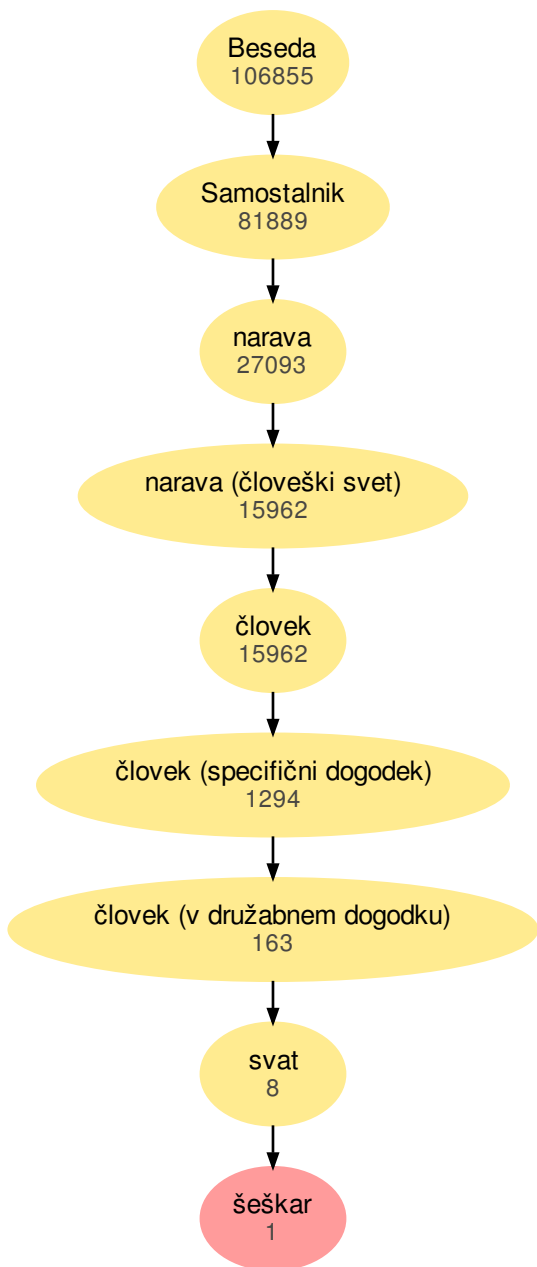 Beseda
106855
Samostalnik
81889
narava
27093
narava (človeški svet)
15962
človek
15962
človek (specifični dogodek)
1294
človek (v družabnem dogodku)
163
svat
8
šeškar
1